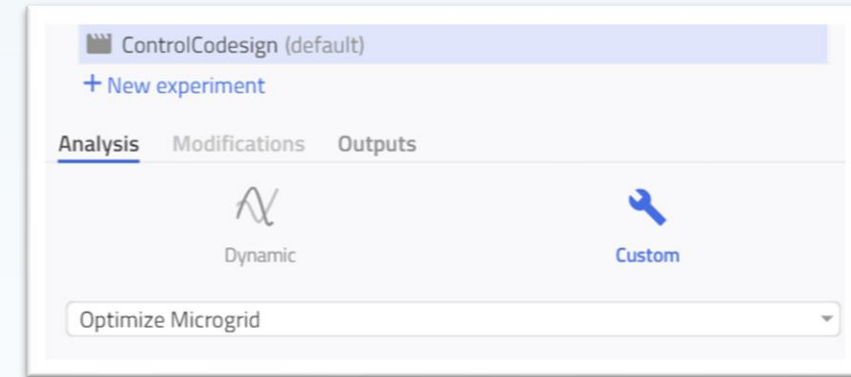 ControlCodesign (default)
+ New experiment
Analysis Modifications Outputs
Dynamic Custom
Optimize Microgrid